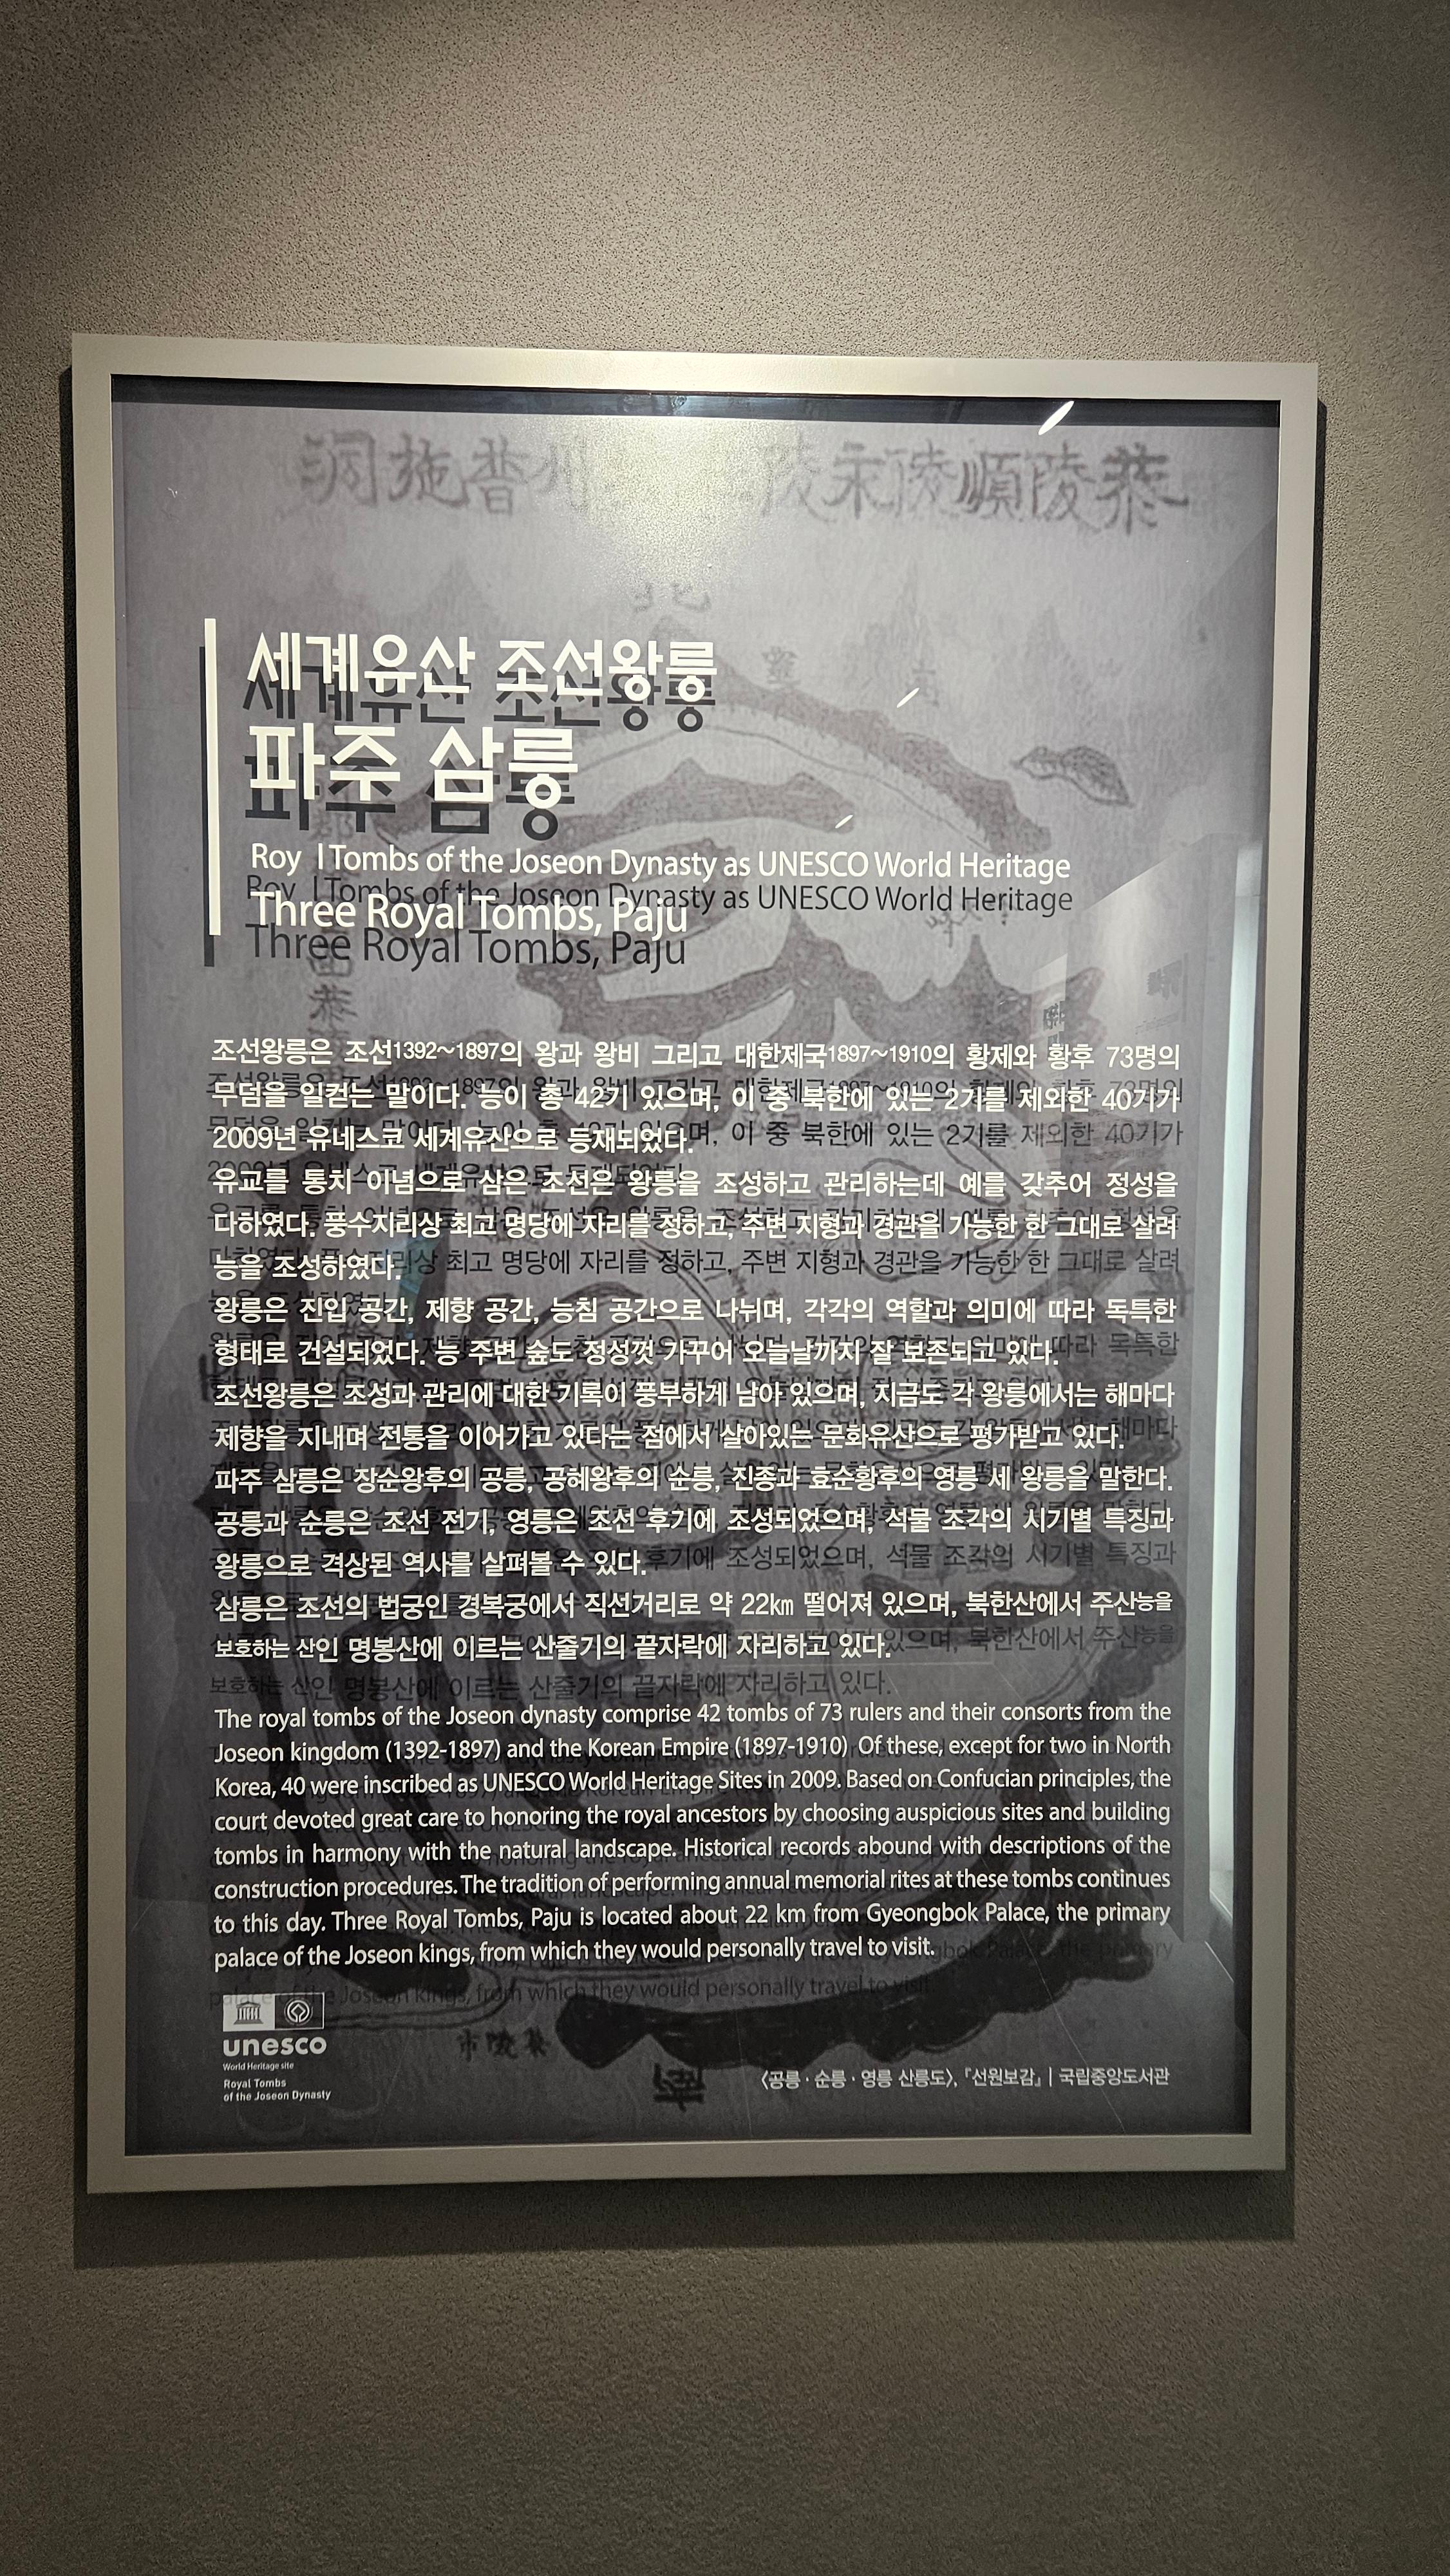 세계유산 조선왕릉
파주 삼릉
Roy l Tombs of the Joseon Dynasty as UNESCO World Heritage
Three Royal Tombs, Paju
조선왕릉은 조선1392~1897의 왕과 왕비 그리고 대한제국1897~1910의 황제와 황후 73명의
무덤을 일컫는 말이다. 능이 총 42기 있으며, 이 중 북한에 있는 2기를 제외한 40기가
2009년 유네스코 세계유산으로 등재되었다.
유교를 통치 이념으로 삼은 조선은 왕릉을 조성하고 관리하는데 예를 갖추어 정성을
다하였다. 풍수지리상 최고 명당에 자리를 정하고, 주변 지형과 경관을 가능한 한 그대로 살려
능을 조성하였다.
왕릉은 진입 공간, 제향 공간, 능침 공간으로 나뉘며, 각각의 역할과 의미에 따라 독특한
형태로 건설되었다. 능 주변 숲도 정성껏 가꾸어 오늘날까지 잘 보존되고 있다.
조선왕릉은 조성과 관리에 대한 기록이 풍부하게 남아 있으며, 지금도 각 왕릉에서는 해마다
제향을 지내며 전통을 이어가고 있다는 점에서 살아있는 문화유산으로 평가받고 있다.
파주 삼릉은 장순왕후의 공릉, 공혜왕후의 순릉, 진종과 효순황후의 영릉 세 왕릉을 말한다.
공릉과 순릉은 조선 전기, 영릉은 조선 후기에 조성되었으며, 석물 조각의 시기별 특징과
왕릉으로 격상된 역사를 살펴볼 수 있다.
삼릉은 조선의 법궁인 경복궁에서 직선거리로 약 22㎞ 떨어져 있으며, 북한산에서 주산능을
보호하는 산인 명봉산에 이르는 산줄기의 끝자락에 자리하고 있다.
The royal tombs of the Joseon dynasty comprise 42 tombs of 73 rulers and their consorts from the
Joseon kingdom (1392-1897) and the Korean Empire (1897-1910) Of these, except for two in North
Korea, 40 were inscribed as UNESCO World Heritage Sites in 2009. Based on Confucian principles, the
court devoted great care to honoring the royal ancestors by choosing auspicious sites and building
tombs in harmony with the natural landscape. Historical records abound with descriptions of the
construction procedures. The tradition of performing annual memorial rites at these tombs continues
to this day. Three Royal Tombs, Paju is located about 22 km from Gyeongbok Palace, the primary
palace of the Joseon kings, from which they would personally travel to visit.
unesco
World Heritage site
Royal Tombs
of the Joseon Dynasty
〈공릉 · 순릉 · 영릉 산릉도〉, 『선원보감』 | 국립중앙도서관